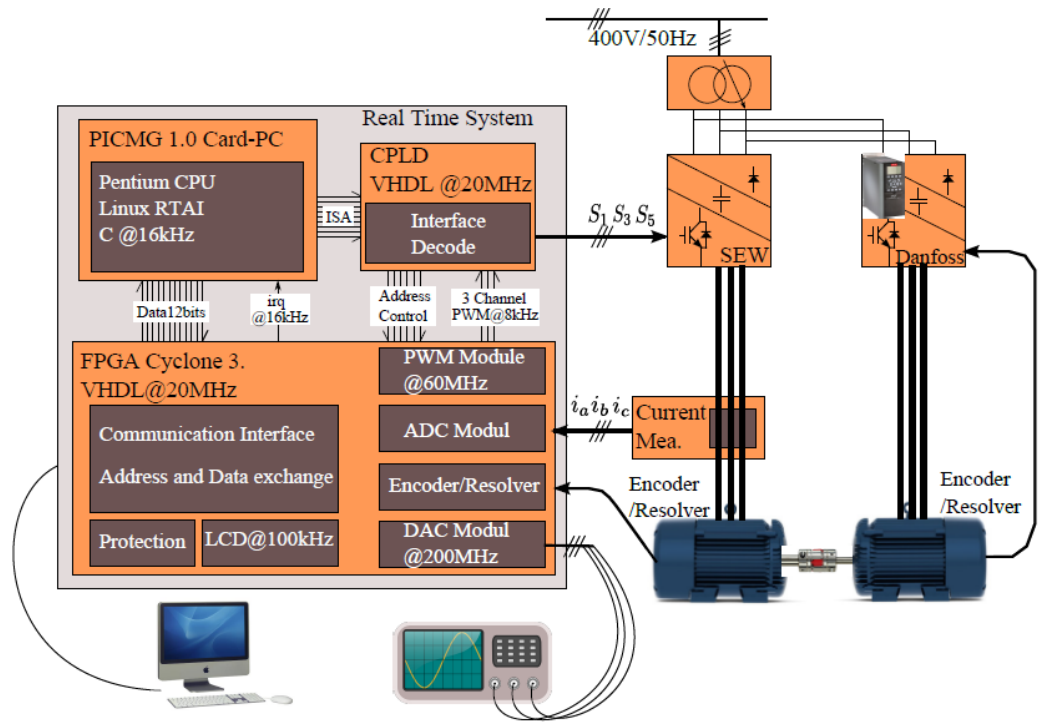 400V/50Hz
Real Time System
PICMG 1.0 Card-PC
Pentium CPU
Linux RTAI
C @16kHz
ISA
CPLD
VHDL @20MHz
Interface
Decode
S1 S3 S5
SEW
Danfoss
Data12bits
irq
@16kHz
Address
Control
3 Channel
PWM@8kHz
FPGA Cyclone 3.
VHDL@20MHz
PWM Module
@60MHz
Communication Interface
Address and Data exchange
ADC Modul
ia ib ic
Current
Mea.
Encoder/Resolver
Encoder
/Resolver
Encoder
/Resolver
Protection
LCD@100kHz
DAC Modul
@200MHz